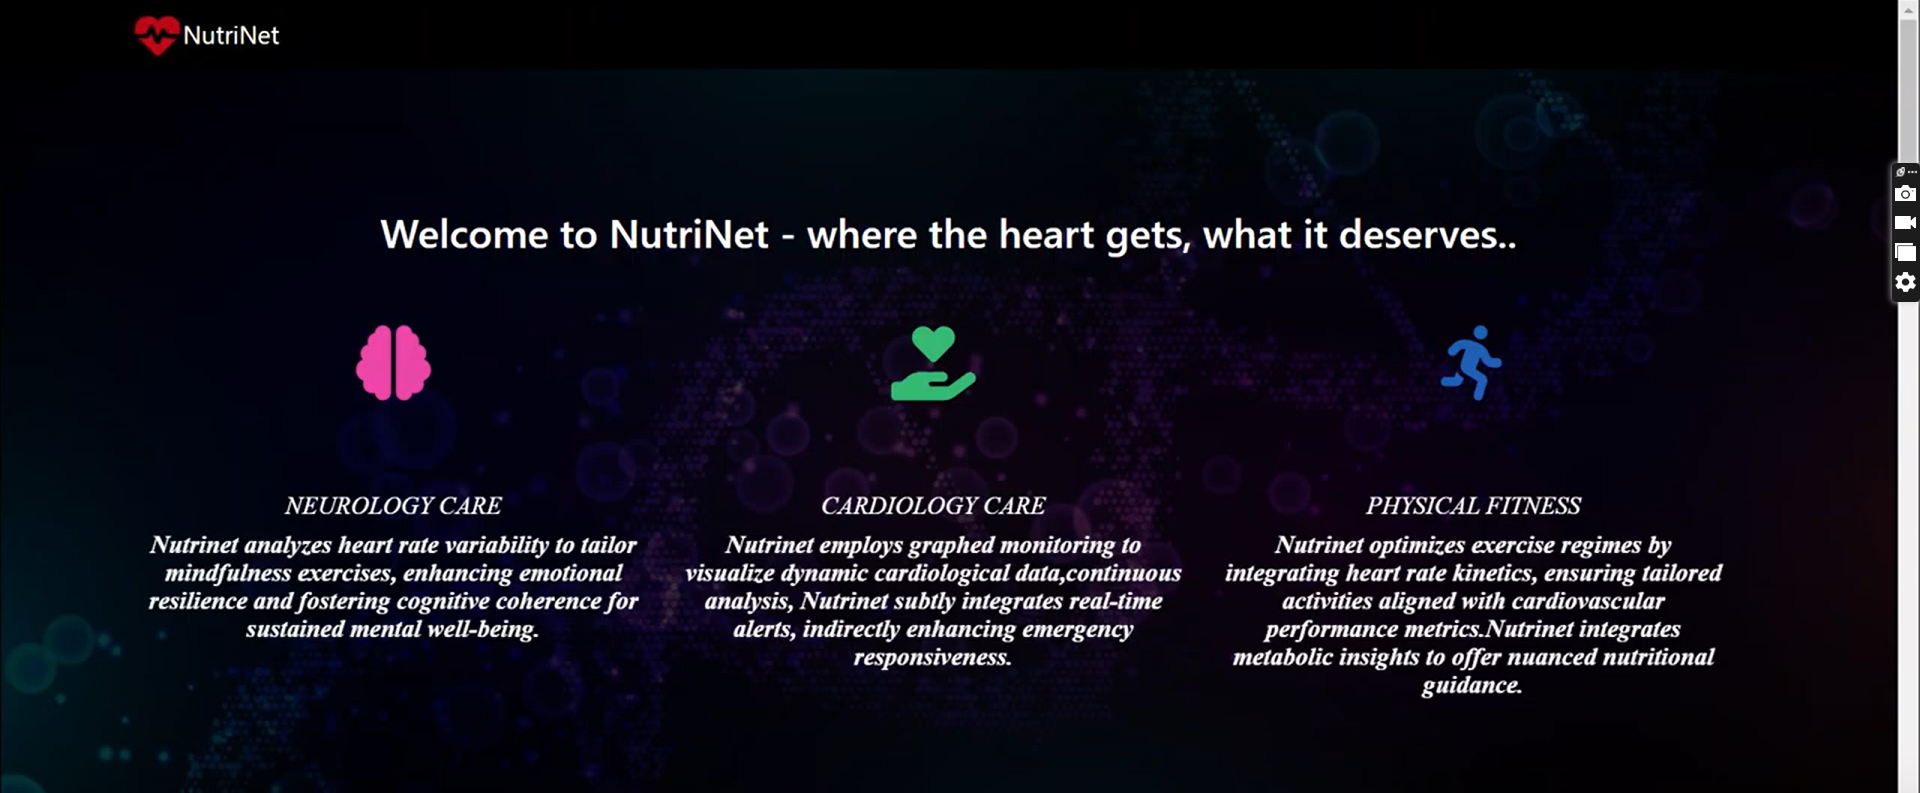 NutriNet
Welcome to NutriNet - where the heart gets, what it deserves..
NEUROLOGY CARE
Nutrinet analyzes heart rate variability to tailor
mindfulness exercises, enhancing emotional
resilience and fostering cognitive coherence for
sustained mental well-being.
CARDIOLOGY CARE
Nutrinet employs graphed monitoring to
visualize dynamic cardiological data,continuous
analysis, Nutrinet subtly integrates real-time
alerts, indirectly enhancing emergency
responsiveness.
PHYSICAL FITNESS
Nutrinet optimizes exercise regimes by
integrating heart rate kinetics, ensuring tailored
activities aligned with cardiovascular
performance metrics.Nutrinet integrates
metabolic insights to offer nuanced nutritional
guidance.